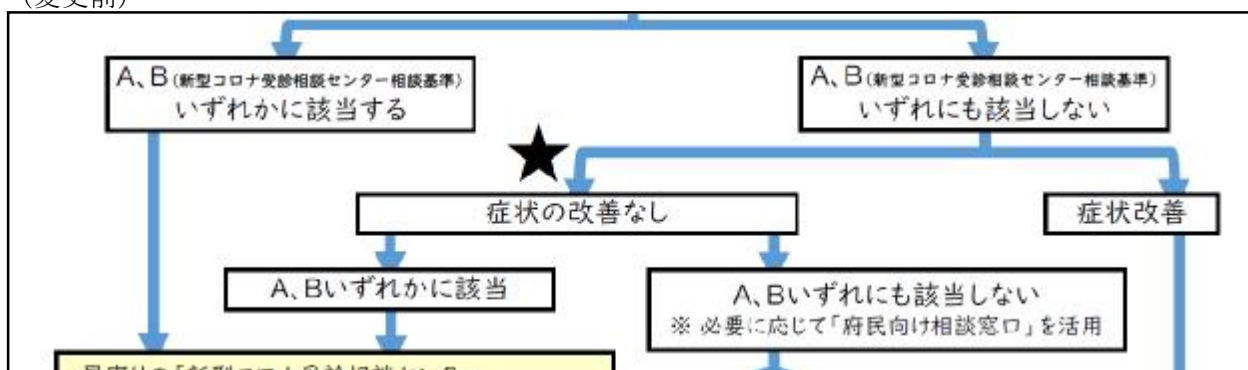 (変更前)
A、B(新型コロナ受診相談センター相談基準)
いずれかに該当する
A、B(新型コロナ受診相談センター相談基準)
いずれにも該当しない
症状の改善なし
症状改善
A、Bいずれかに該当
A、Bいずれにも該当しない
※ 必要に応じて「府民向け相談窓口」を活用